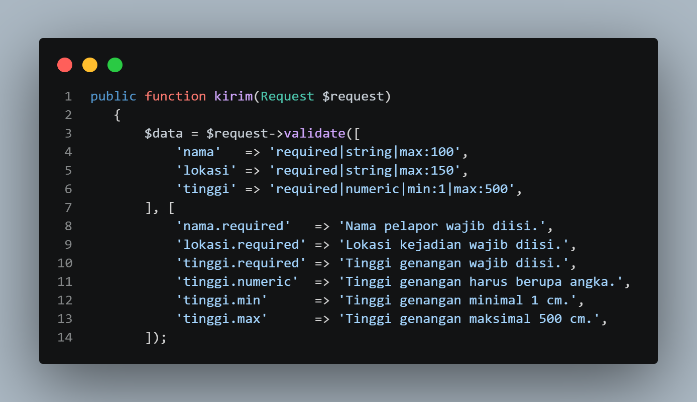 1 public function kirim(Request $request)
2 {
3 $data = $request->validate([
4 'nama' => 'required|string|max:100',
5 'lokasi' => 'required|string|max:150',
6 'tinggi' => 'required|numeric|min:1|max:500',
7 ], [
8 'nama.required' => 'Nama pelapor wajib diisi.',
9 'lokasi.required' => 'Lokasi kejadian wajib diisi.',
10 'tinggi.required' => 'Tinggi genangan wajib diisi.',
11 'tinggi.numeric' => 'Tinggi genangan harus berupa angka.',
12 'tinggi.min' => 'Tinggi genangan minimal 1 cm.',
13 'tinggi.max' => 'Tinggi genangan maksimal 500 cm.',
14 ]);